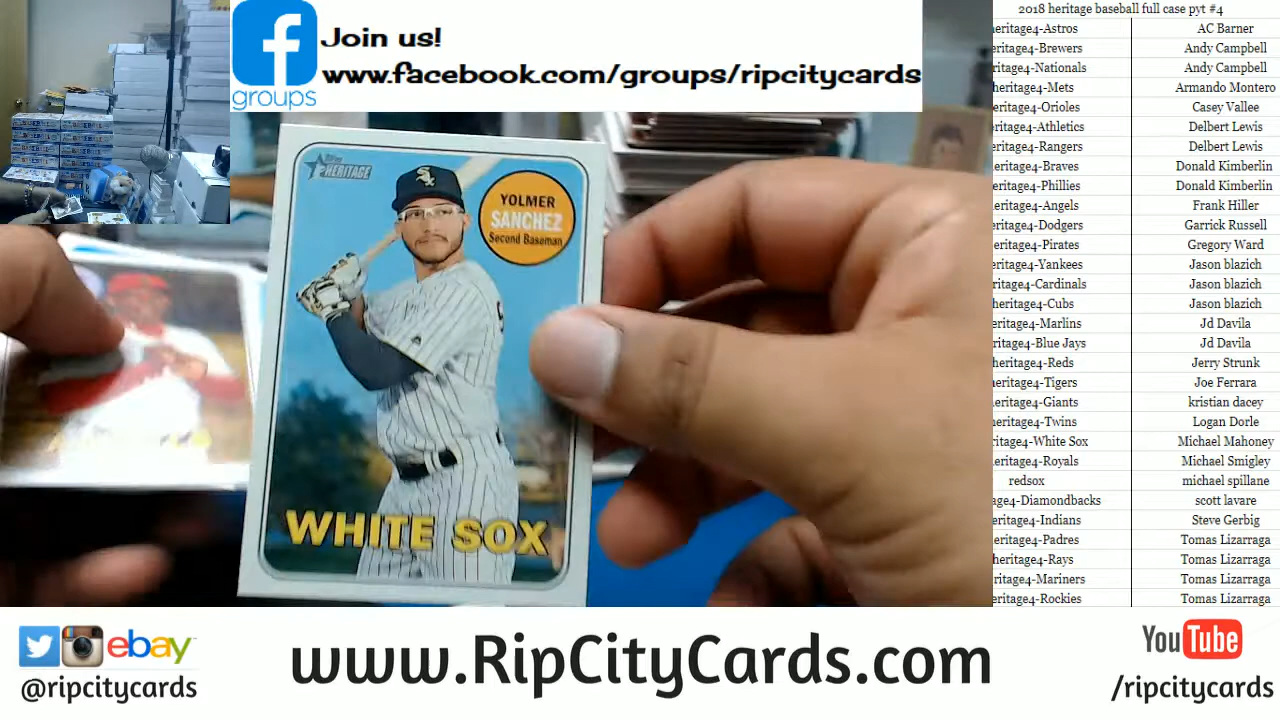 Join us!
www.facebook.com/groups/ripcitycards
groups
HERITAGE
YOLMER
SANCHEZ
Second Baseman
WHITE SOX
2018 heritage baseball full case pyt #4
heritage4-Astros AC Barner
eritage4-Brewers Andy Campbell
eritage4-Nationals Andy Campbell
heritage4-Mets Armando Montero
eritage4-Orioles Casey Vallee
eritage4-Athletics Delbert Lewis
eritage4-Rangers Delbert Lewis
eritage4-Braves Donald Kimberlin
eritage4-Phillies Donald Kimberlin
eritage4-Angels Frank Hiller
eritage4-Dodgers Garrick Russell
eritage4-Pirates Gregory Ward
eritage4-Yankees Jason blazich
eritage4-Cardinals Jason blazich
heritage4-Cubs Jason blazich
eritage4-Marlins Jd Davila
ritage4-Blue Jays Jd Davila
heritage4-Reds Jerry Strunk
eritage4-Tigers Joe Ferrara
eritage4-Giants kristian dacey
eritage4-Twins Logan Dorle
ritage4-White Sox Michael Mahoney
eritage4-Royals Michael Smigley
redsox michael spillane
age4-Diamondbacks scott lavare
eritage4-Indians Steve Gerbig
eritage4-Padres Tomas Lizarraga
heritage4-Rays Tomas Lizarraga
ritage4-Mariners Tomas Lizarraga
eritage4-Rockies Tomas Lizarraga
ebay
@ripcitycards
www.RipCityCards.com
YouTube
/ripcitycards